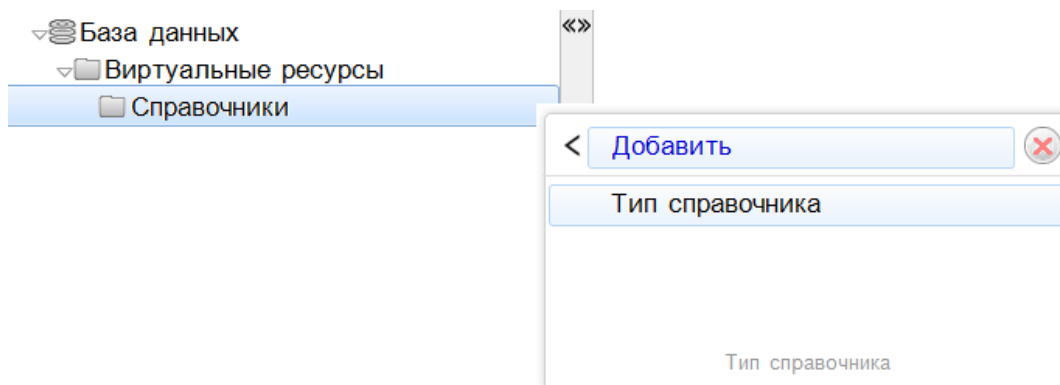 База данных
«»
Виртуальные ресурсы
Справочники
< Добавить
Тип справочника
Тип справочника